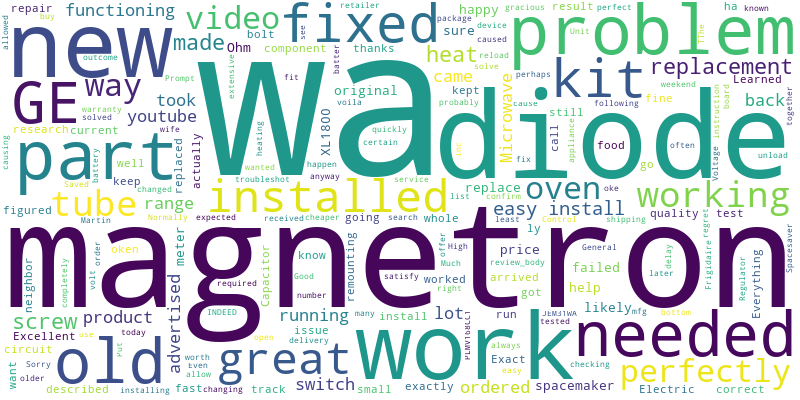 repair
functioning
video
fixed
retailer
package
gracious
result
perfect
ha
known
buy
allowed
new
made
Ohm
bolt
component
thanks
happy
sure
device
caused
see
reload
solve
Unit
problem
outcome
Wa
diode
heat
batter
extensive
fit
Prompt
GE
way
warranty
solved
took
youtube
original
voila
XL1800
came
kept
probably
Microwave
perhaps
cause
kit
replacement
Learned
weekend
following
back
together
instruction
board
research
current
wife
heating
quickly
certain
still
fine
call
food
appliance
often
go
unload
Voltage
causing
part
battery
well
replaced
actually
wanted
happen
anyway
troubleshot
service
inc
fix
Saved
changed
keep
figured
tube
range
installed
list
confirm
replace
oven
oke
working
Martin
Normally
expected
received
cheaper
search
going
whole
least
easy install
Control
shipping
quality
test
regret
order
oken
meter
ly
price
High
General
delay
later
Frigidaire
Spacesaver
magnetron
neighbor
completely
volt
know
Good
number
required
INDEED
Capacitor
remounting
offer
Much
right
satisfy
worked
review_body
arrived
got
failed
help
Regulator
Everything
advertised
screw
product
Excellent
today
Put
use
circuit
old
great
running
issue
delivery
many
install
lot
run
JEM31WA
PLMV168CC1
likely
mfg
tested
Exact
always
easy
needed
bottom
perfectly
checking
want
Sorry
older
described
installing
fast
worth
Even
allow
changing
open
switch
track
small
exactly
ordered
work
spacemaker
Electric
correct